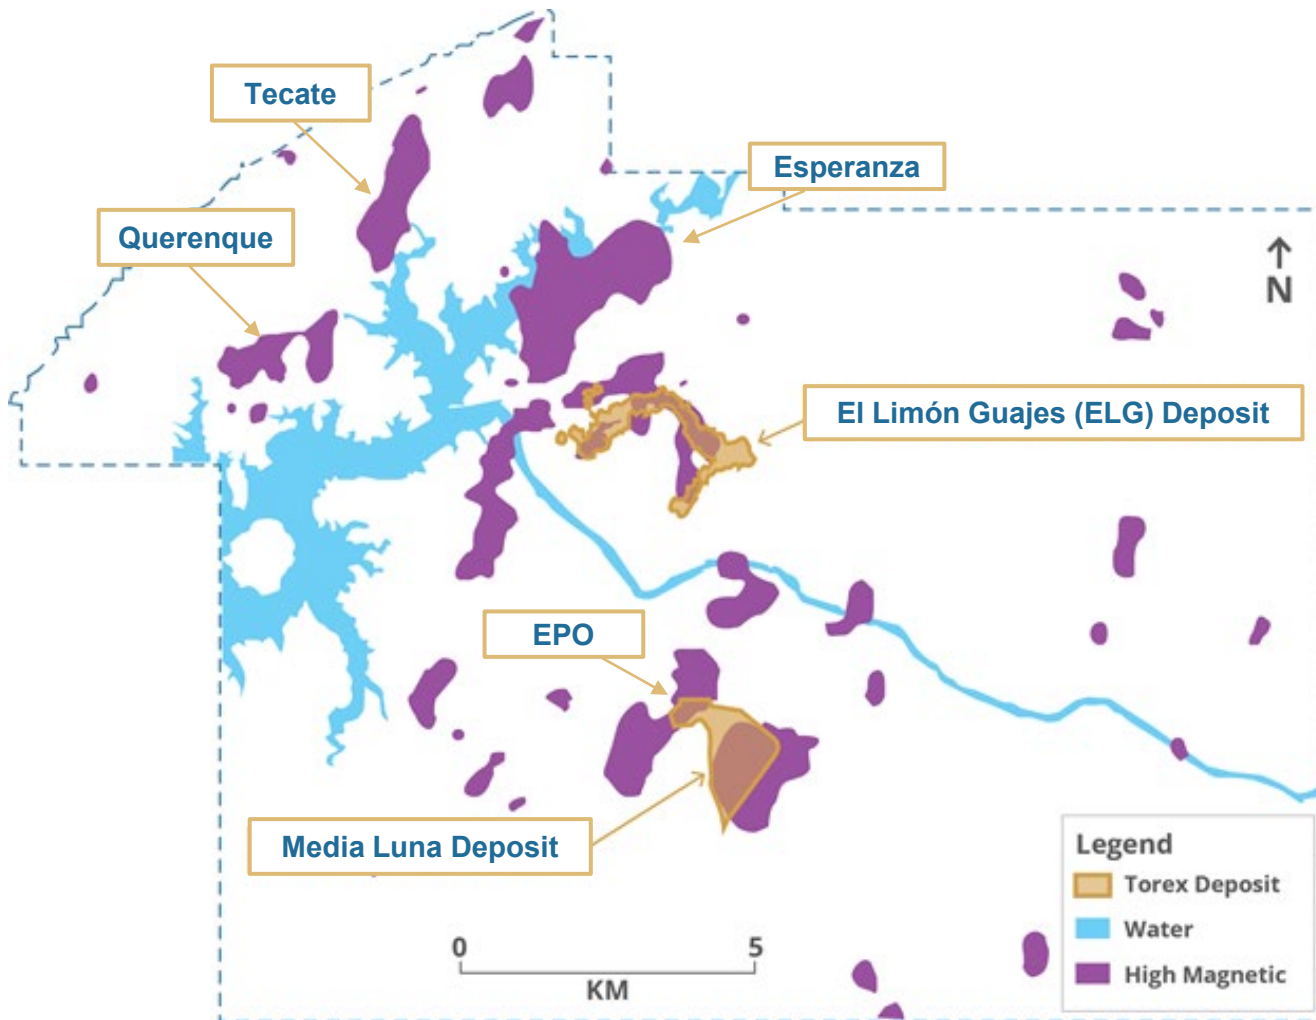 Tecate
Esperanza
Querenque
N
El Limón Guajes (ELG) Deposit
EPO
Media Luna Deposit
Legend
Torex Deposit
Water
High Magnetic
0 5
KM